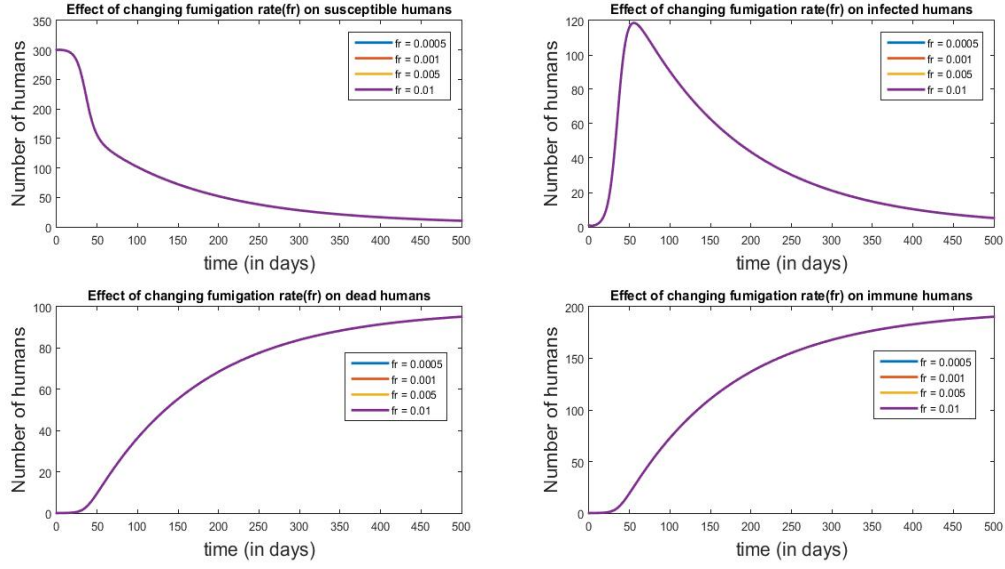 Effect of changing fumigation rate(fr) on susceptible humans
350
300
250
200
150
100
50
0
Number of humans
fr = 0.0005
fr = 0.001
fr = 0.005
fr = 0.01
0 50 100 150 200 250 300 350 400 450 500
time (in days)
Effect of changing fumigation rate(fr) on infected humans
120
100
80
60
40
20
0
Number of humans
fr = 0.0005
fr = 0.001
fr = 0.005
fr = 0.01
0 50 100 150 200 250 300 350 400 450 500
time (in days)
Effect of changing fumigation rate(fr) on dead humans
100
80
60
40
20
0
Number of humans
fr = 0.0005
fr = 0.001
fr = 0.005
fr = 0.01
0 50 100 150 200 250 300 350 400 450 500
time (in days)
Effect of changing fumigation rate(fr) on immune humans
200
150
100
50
0
Number of humans
fr = 0.0005
fr = 0.001
fr = 0.005
fr = 0.01
0 50 100 150 200 250 300 350 400 450 500
time (in days)